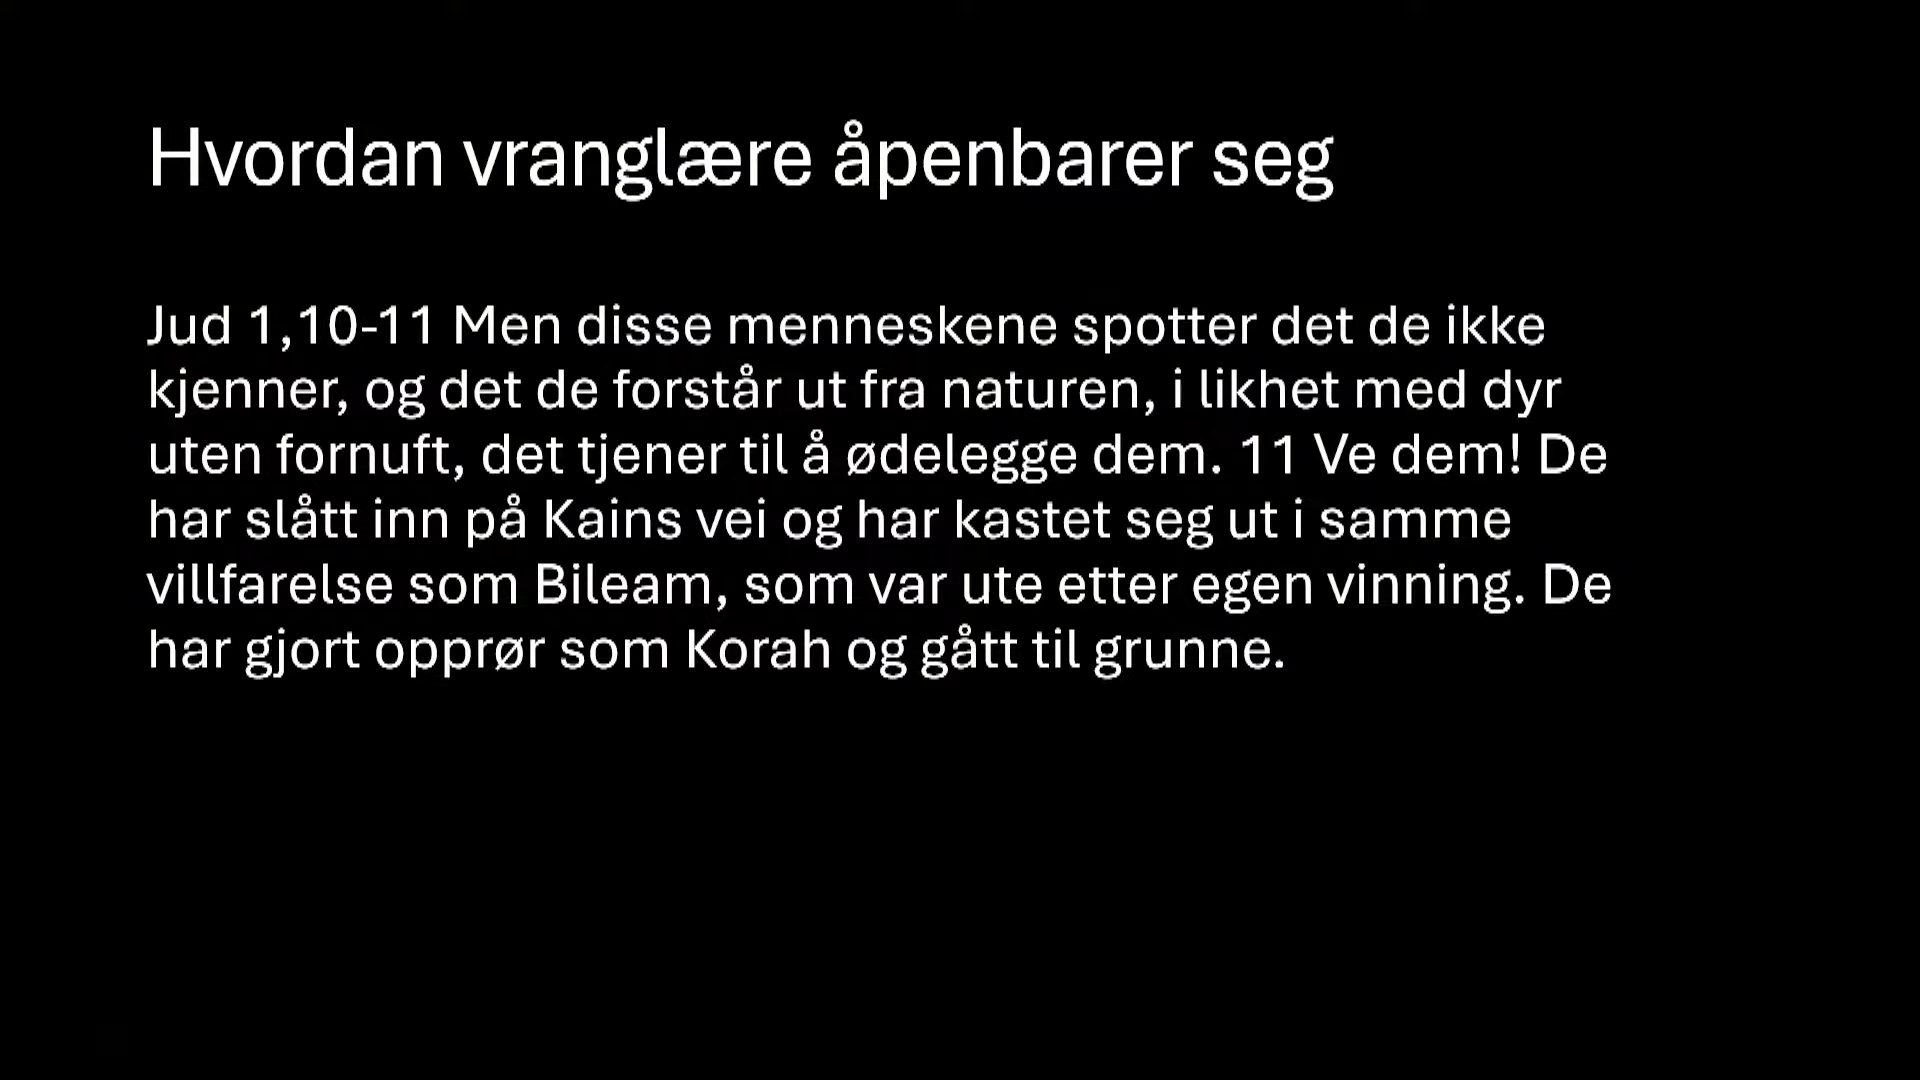 Hvordan vranglære åpenbarer seg
Jud 1,10-11 Men disse menneskene spotter det de ikke
kjenner, og det de forstår ut fra naturen, i likhet med dyr
uten fornuft, det tjener til å ødelegge dem. 11 Ve dem! De
har slått inn på Kains vei og har kastet seg ut i samme
villfarelse som Bileam, som var ute etter egen vinning. De
har gjort opprør som Korah og gått til grunne.